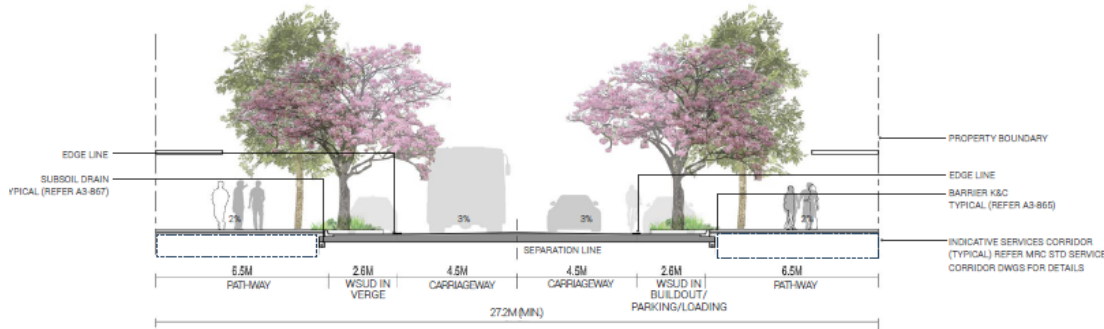 PROPERTY BOUNDARY
EDGE LINE
SUBSOIL DRAIN
TYPICAL (REFER A3-867)
EDGE LINE
BARRIER K&C
TYPICAL (REFER A3-865)
2%
3%
3%
2%
SEPARATION LINE
INDICATIVE SERVICES CORRIDOR
(TYPICAL) REFER MRC STD SERVICE
CORRIDOR DWGS FOR DETAILS
6.5M
PATHWAY
2.6M
WSUD IN
VERGE
4.5M
CARRIAGEWAY
4.5M
CARRIAGEWAY
2.6M
WSUD IN
BUILDOUT/
PARKING/LOADING
6.5M
PATHWAY
27.2M (MIN.)